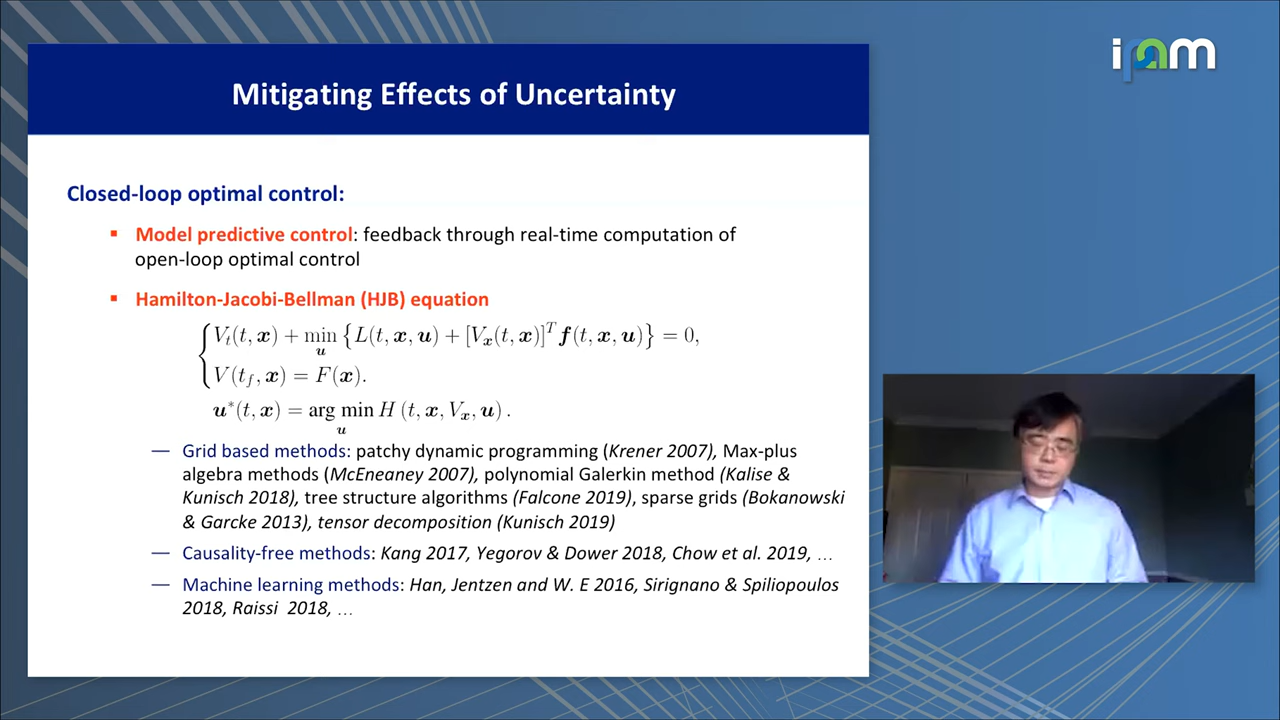 ipam
Mitigating Effects of Uncertainty
Closed-loop optimal control:
▪ Model predictive control: feedback through real-time computation of
open-loop optimal control
▪ Hamilton-Jacobi-Bellman (HJB) equation
{ V_t(t, x) + min_u {L(t, x, u) + [V_x(t, x)]^T f(t, x, u)} = 0,
V(t_f, x) = F(x).
u*(t, x) = arg min_u H (t, x, V_x, u) .
— Grid based methods: patchy dynamic programming (Krener 2007), Max-plus
algebra methods (McEneaney 2007), polynomial Galerkin method (Kalise &
Kunisch 2018), tree structure algorithms (Falcone 2019), sparse grids (Bokanowski
& Garcke 2013), tensor decomposition (Kunisch 2019)
— Causality-free methods: Kang 2017, Yegorov & Dower 2018, Chow et al. 2019, …
— Machine learning methods: Han, Jentzen and W. E 2016, Sirignano & Spiliopoulos
2018, Raissi 2018, …